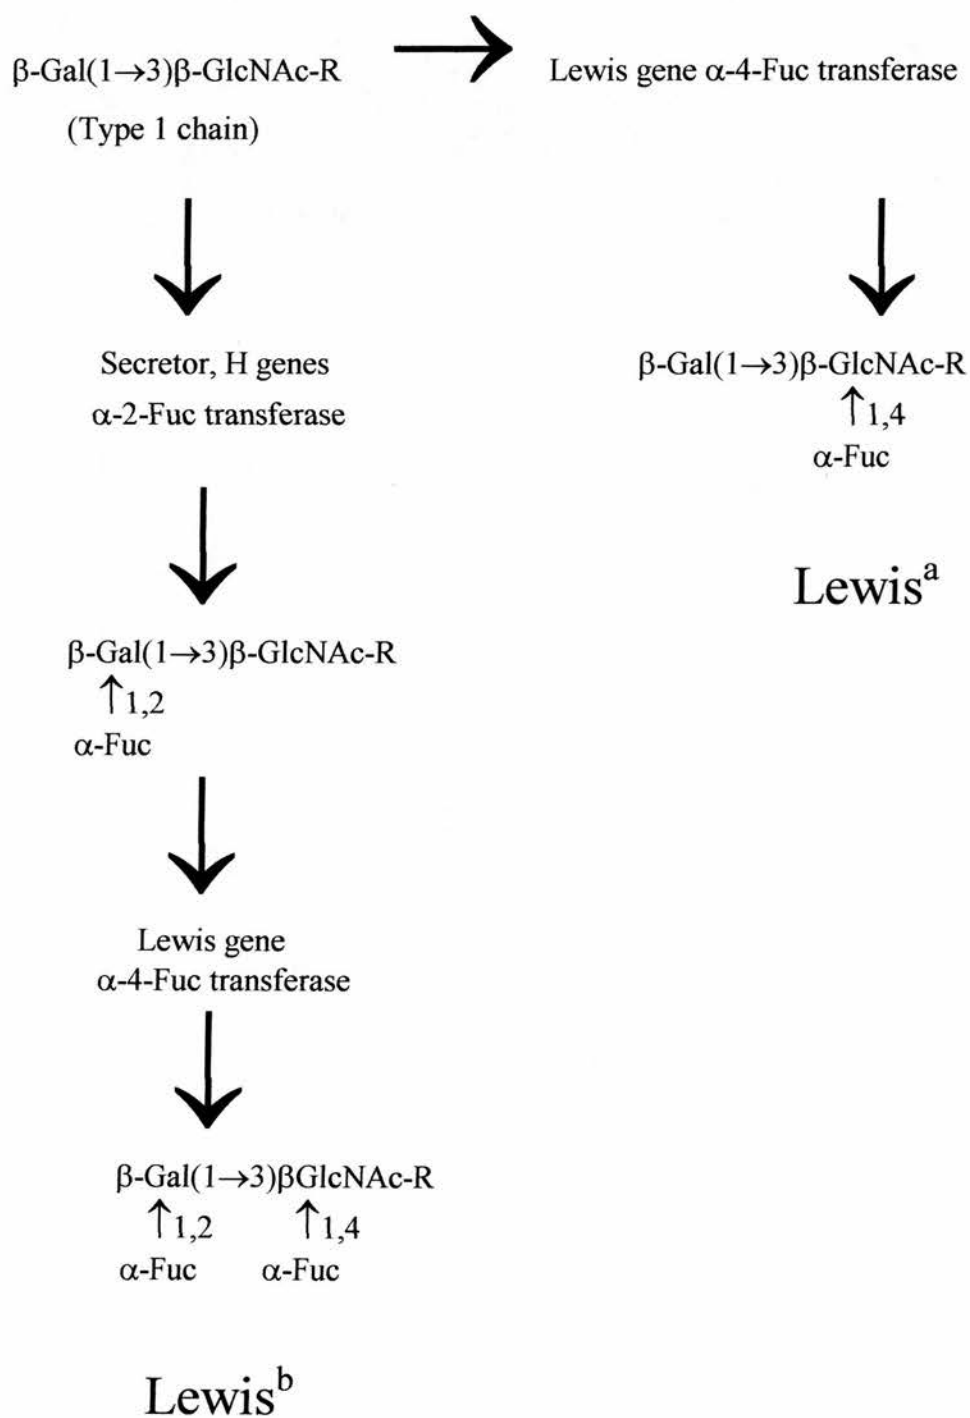 β-Gal(1→3)β-GlcNAc-R
(Type 1 chain)
Lewis gene α-4-Fuc transferase
Secretor, H genes
α-2-Fuc transferase
β-Gal(1→3)β-GlcNAc-R
↑1,4
α-Fuc
Lewisᵃ
β-Gal(1→3)β-GlcNAc-R
↑1,2
α-Fuc
Lewis gene
α-4-Fuc transferase
β-Gal(1→3)βGlcNAc-R
↑1,2 ↑1,4
α-Fuc α-Fuc
Lewisᵇ